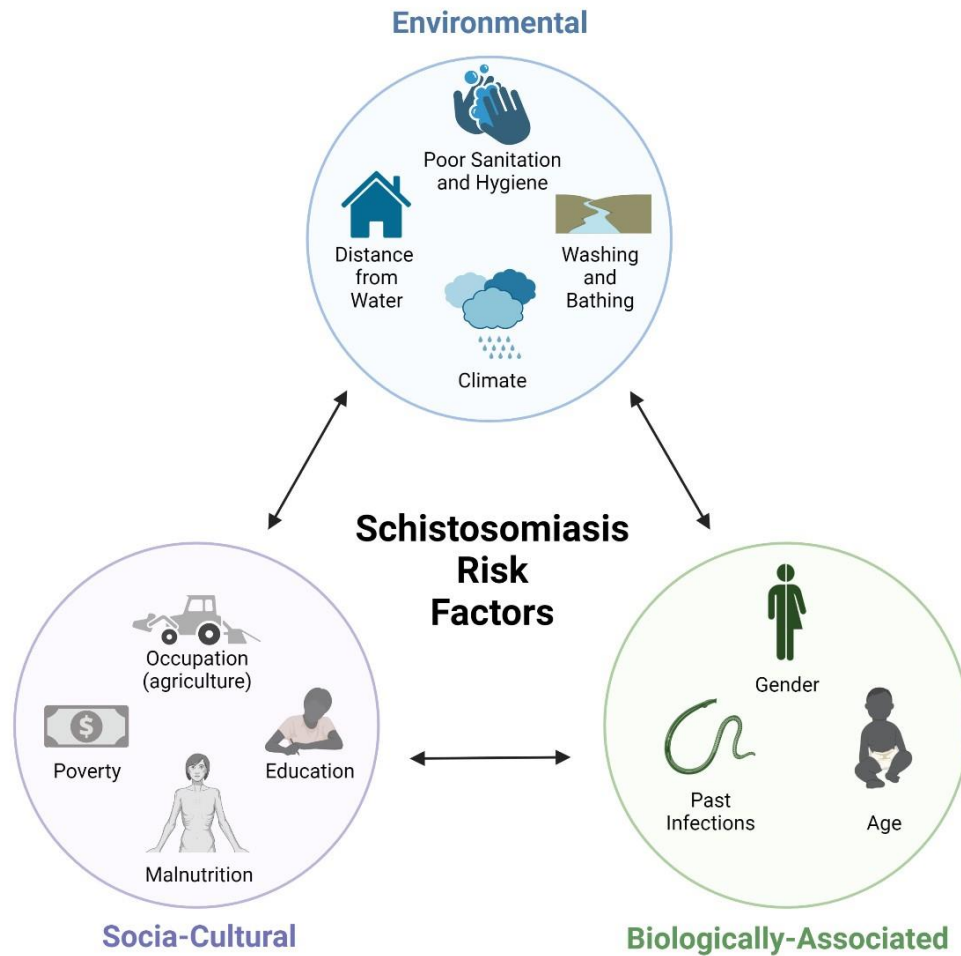 Environmental
Poor Sanitation
and Hygiene
Distance
from
Water
Washing
and
Bathing
Climate
Schistosomiasis
Risk
Factors
Occupation
(agriculture)
$
Poverty
Education
Malnutrition
Socia-Cultural
Gender
Past
Infections
Age
Biologically-Associated